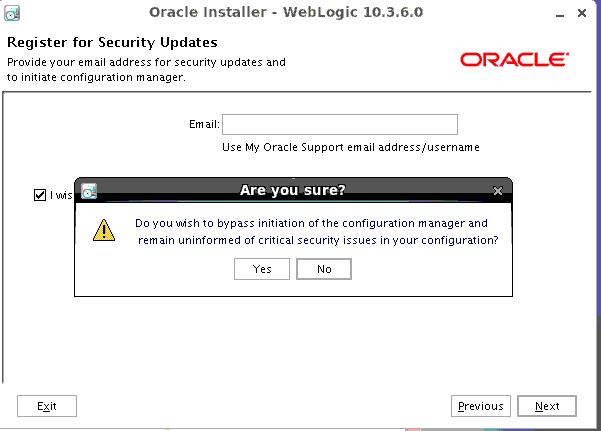 Oracle Installer - WebLogic 10.3.6.0
Register for Security Updates
Provide your email address for security updates and
to initiate configuration manager.
ORACLE
Email:
Use My Oracle Support email address/username
I wis
Are you sure?
Do you wish to bypass initiation of the configuration manager and
remain uninformed of critical security issues in your configuration?
Yes No
Exit Previous Next